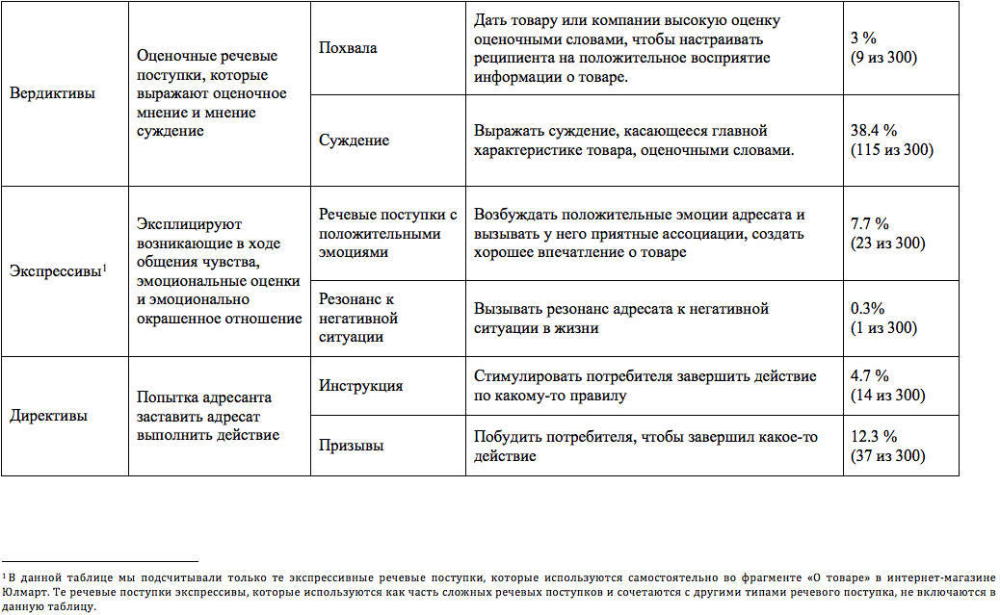 Вердиктивы
Оценочные речевые
поступки, которые
выражают оценочное
мнение и мнение
суждение
Похвала
Дать товару или компании высокую оценку
оценочными словами, чтобы настраивать
реципиента на положительное восприятие
информации о товаре.
3 %
(9 из 300)
Суждение
Выражать суждение, касающееся главной
характеристике товара, оценочными словами.
38.4 %
(115 из 300)
Экспрессивы1
Эксплицируют
возникающие в ходе
общения чувства,
эмоциональные оценки
и эмоционально
окрашенное отношение
Речевые поступки с
положительными
эмоциями
Возбуждать положительные эмоции адресата и
вызывать у него приятные ассоциации, создать
хорошее впечатление о товаре
7.7 %
(23 из 300)
Резонанс к
негативной
ситуации
Вызывать резонанс адресата к негативной
ситуации в жизни
0.3%
(1 из 300)
Директивы
Попытка адресанта
заставить адресат
выполнить действие
Инструкция
Стимулировать потребителя завершить действие
по какому-то правилу
4.7 %
(14 из 300)
Призывы
Побудить потребителя, чтобы завершил какое-то
действие
12.3 %
(37 из 300)
1 В данной таблице мы подсчитывали только те экспрессивные речевые поступки, которые используются самостоятельно во фрагменте «О товаре» в интернет-магазине
Юлмарт. Те речевые поступки экспрессивы, которые используются как часть сложных речевых поступков и сочетаются с другими типами речевого поступка, не включаются в
данную таблицу.